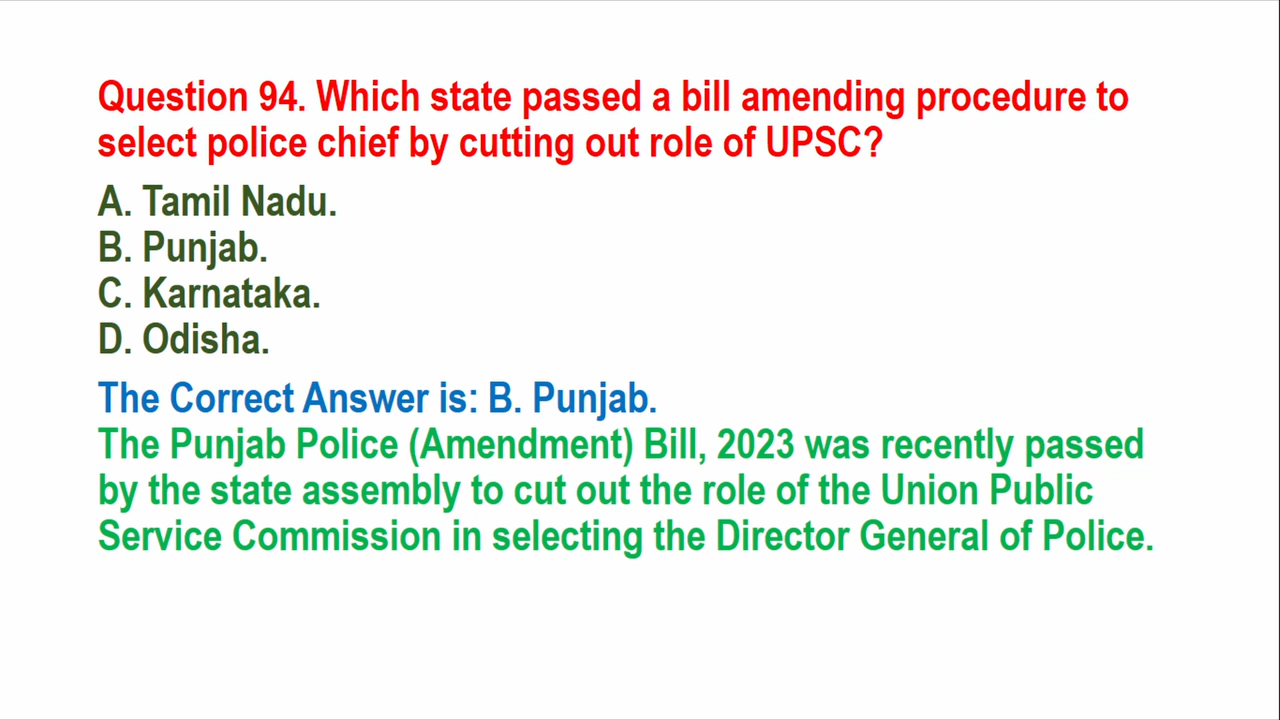 Question 94. Which state passed a bill amending procedure to
select police chief by cutting out role of UPSC?
A. Tamil Nadu.
B. Punjab.
C. Karnataka.
D. Odisha.
The Correct Answer is: B. Punjab.
The Punjab Police (Amendment) Bill, 2023 was recently passed
by the state assembly to cut out the role of the Union Public
Service Commission in selecting the Director General of Police.